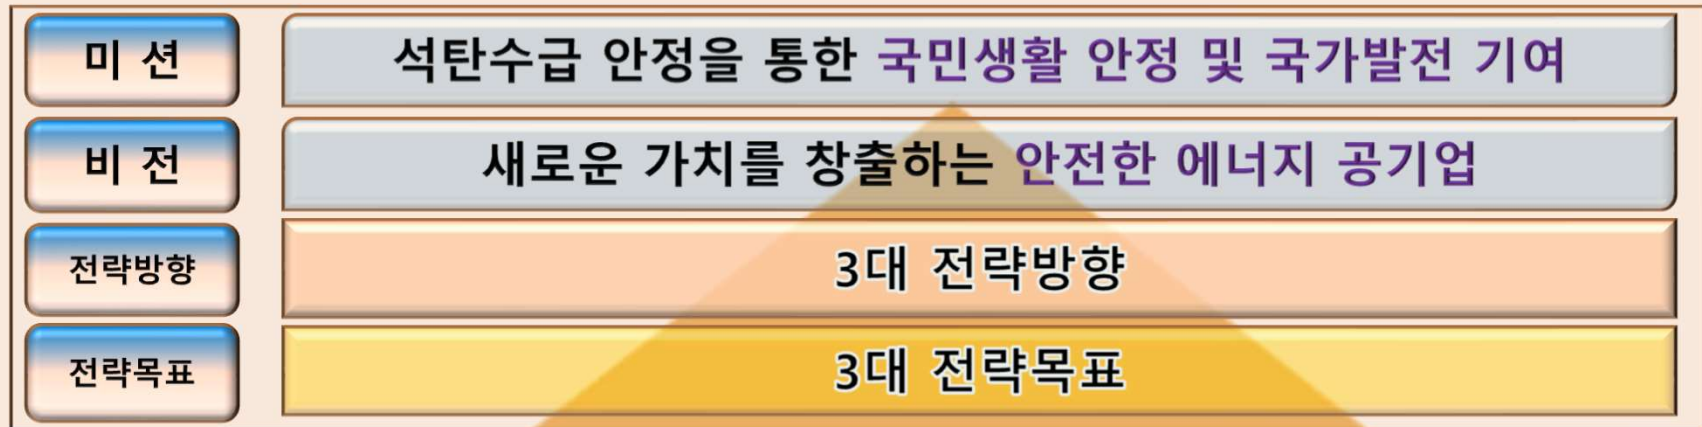 미 션
석탄수급 안정을 통한 국민생활 안정 및 국가발전 기여
비 전
새로운 가치를 창출하는 안전한 에너지 공기업
전략방향
3대 전략방향
전략목표
3대 전략목표